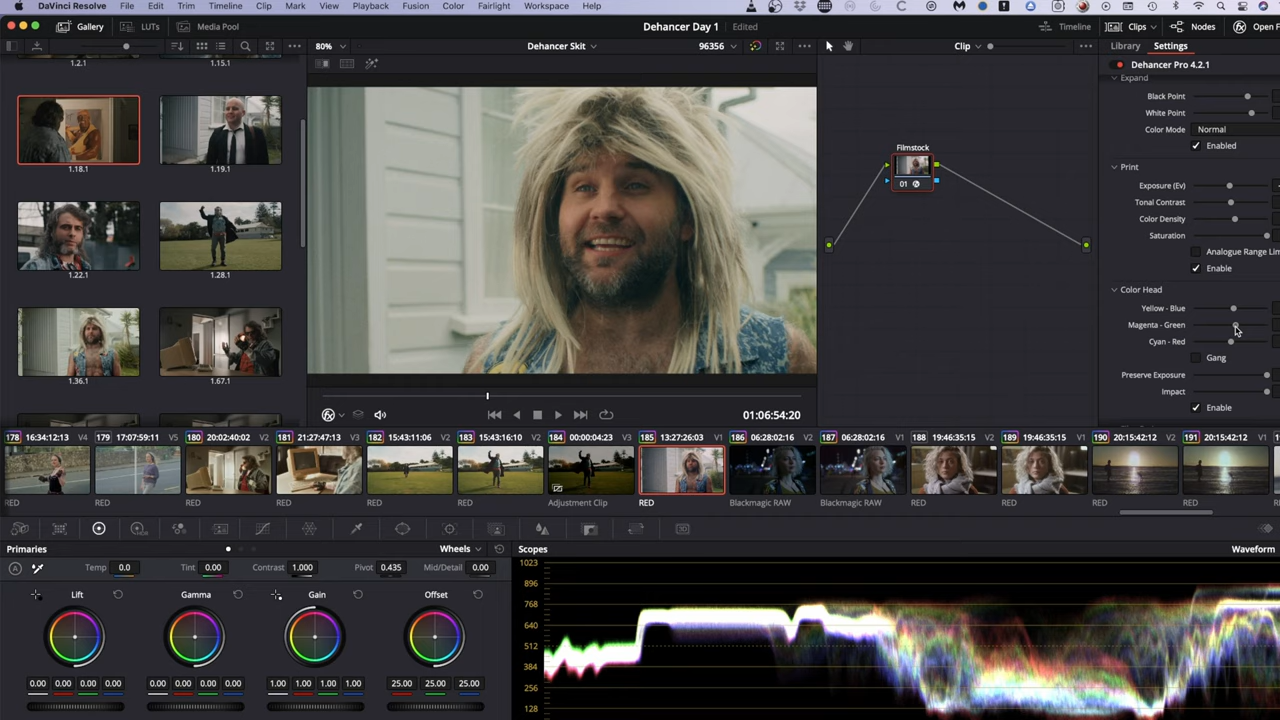 DaVinci Resolve File Edit Trim Timeline Clip Mark View Playback Fusion Color Fairlight Workspace Help
Dehancer Day 1 Edited
Gallery LUTs Media Pool Timeline Clips Nodes Open F
80% Dehancer Skit 96356 Clip Library Settings
Dehancer Pro 4.2.1
1.2.1 1.15.1
1.18.1 1.19.1
1.22.1 1.28.1
1.36.1 1.67.1
Filmstock
01
Expand
Black Point
White Point
Color Mode Normal
Enabled
Print
Exposure (Ev)
Tonal Contrast
Color Density
Saturation
Analogue Range Lim
Enable
Color Head
Yellow - Blue
Magenta - Green
Cyan - Red
Gang
Preserve Exposure
Impact
Enable
01:06:54:20
178 16:34:12:13 V4 179 17:07:59:11 V5 180 20:02:40:02 V2 181 21:27:47:13 V3 182 15:43:11:06 V2 183 15:43:16:10 V2 184 00:00:04:23 V3 185 13:27:26:03 V1 186 06:28:02:16 V2 187 06:28:02:16 V1 188 19:46:35:15 V2 189 19:46:35:15 V1 190 20:15:42:12 V2 191 20:15:42:12 V1
RED RED RED RED RED RED Adjustment Clip RED Blackmagic RAW Blackmagic RAW RED RED RED RED
Primaries Wheels Scopes Waveform
Temp 0.0 Tint 0.00 Contrast 1.000 Pivot 0.435 Mid/Detail 0.00
Lift Gamma Gain Offset
0.00 0.00 0.00 0.00 0.00 0.00 0.00 0.00 1.00 1.00 1.00 1.00 25.00 25.00 25.00
1023
896
768
640
512
384
256
128